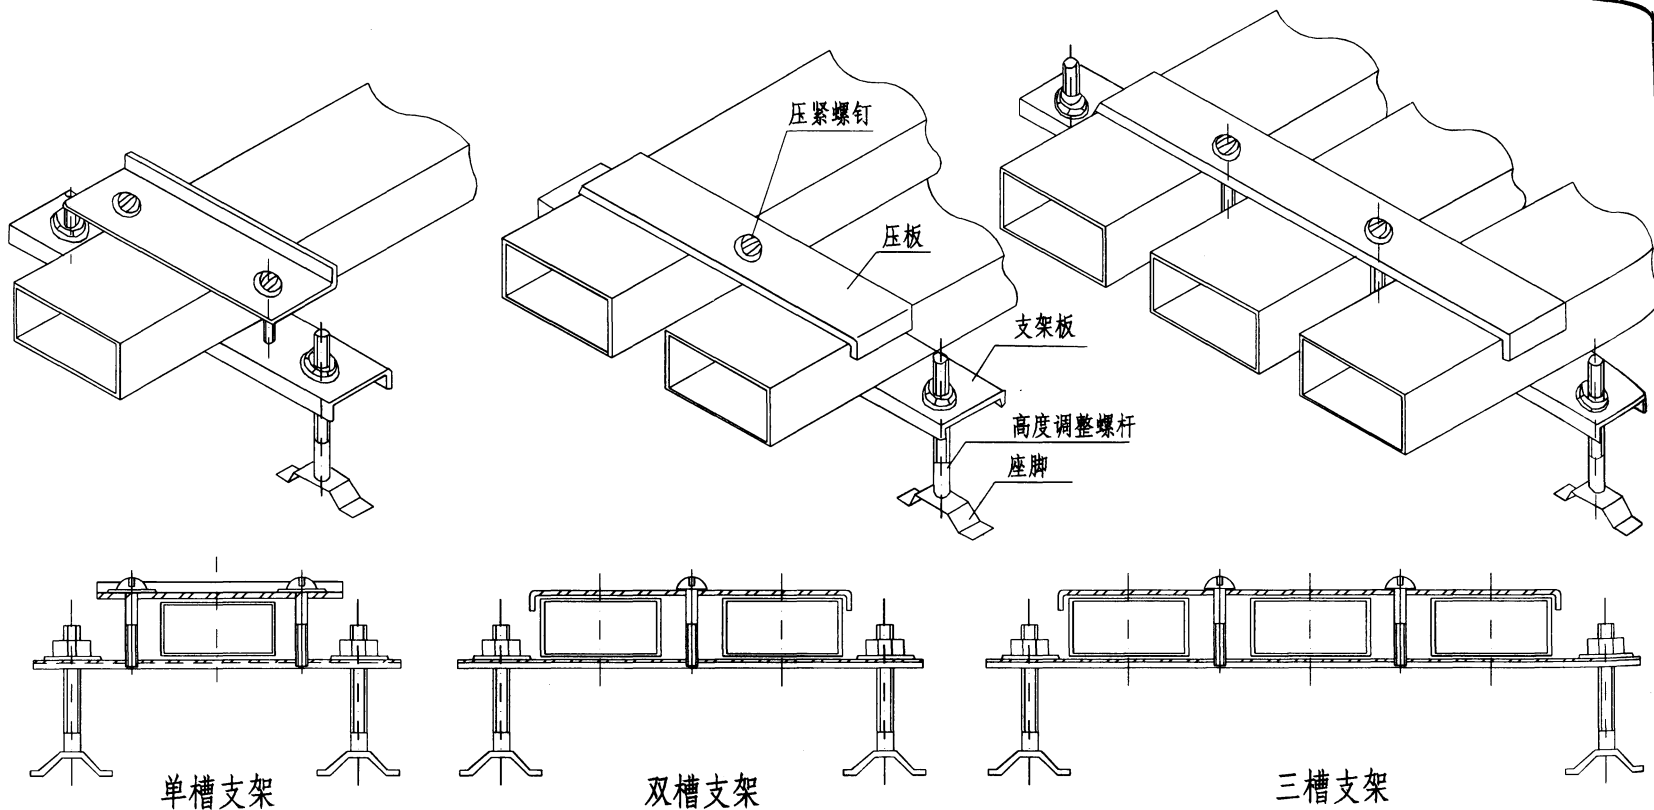 压紧螺钉
压板
支架板
高度调整螺杆
座脚
单槽支架
双槽支架
三槽支架